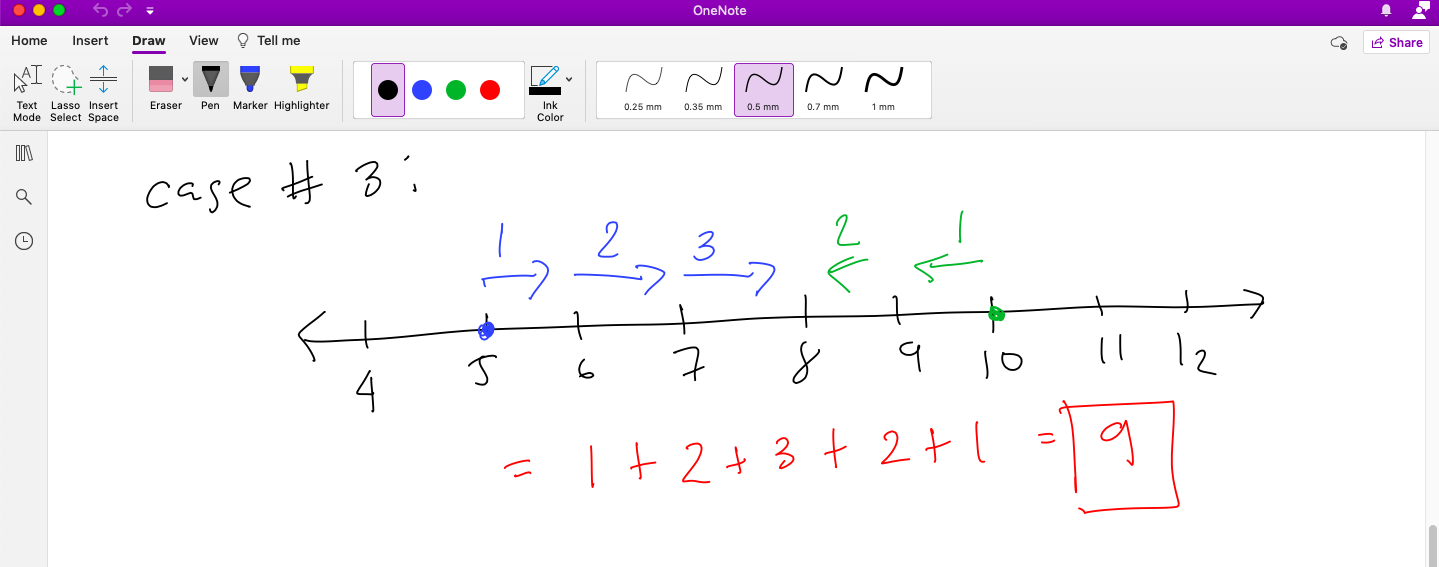 OneNote
Home Insert Draw View Tell me
Share
Text Mode
Lasso Select
Insert Space
Eraser
Pen
Marker
Highlighter
Ink Color
0.25 mm
0.35 mm
0.5 mm
0.7 mm
1 mm
case # 3:
1 2 3 2 1
4 5 6 7 8 9 10 11 12
= 1 + 2 + 3 + 2 + 1 = 9